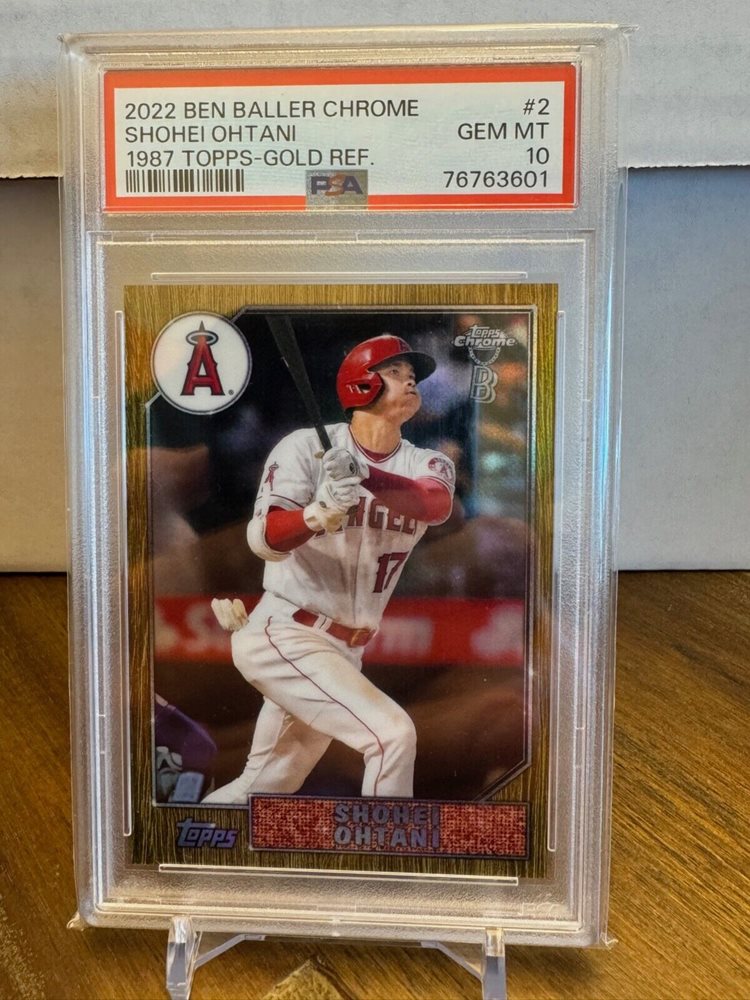 2022 BEN BALLER CHROME #2
SHOHEI OHTANI GEM MT
1987 TOPPS-GOLD REF. 10
PSA 76763601
A
Topps
Chrome
B
ANGEL
17
Topps
SHOHEI
OHTANI